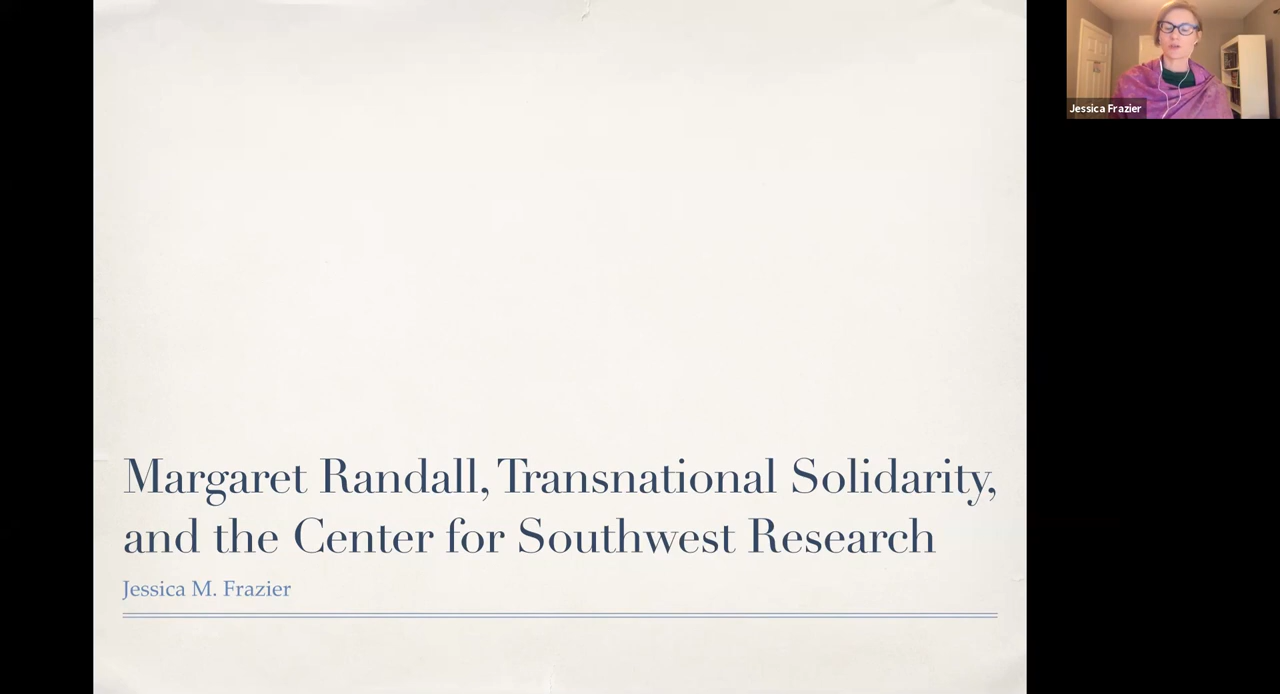 Margaret Randall, Transnational Solidarity,
and the Center for Southwest Research
Jessica M. Frazier
Jessica Frazier